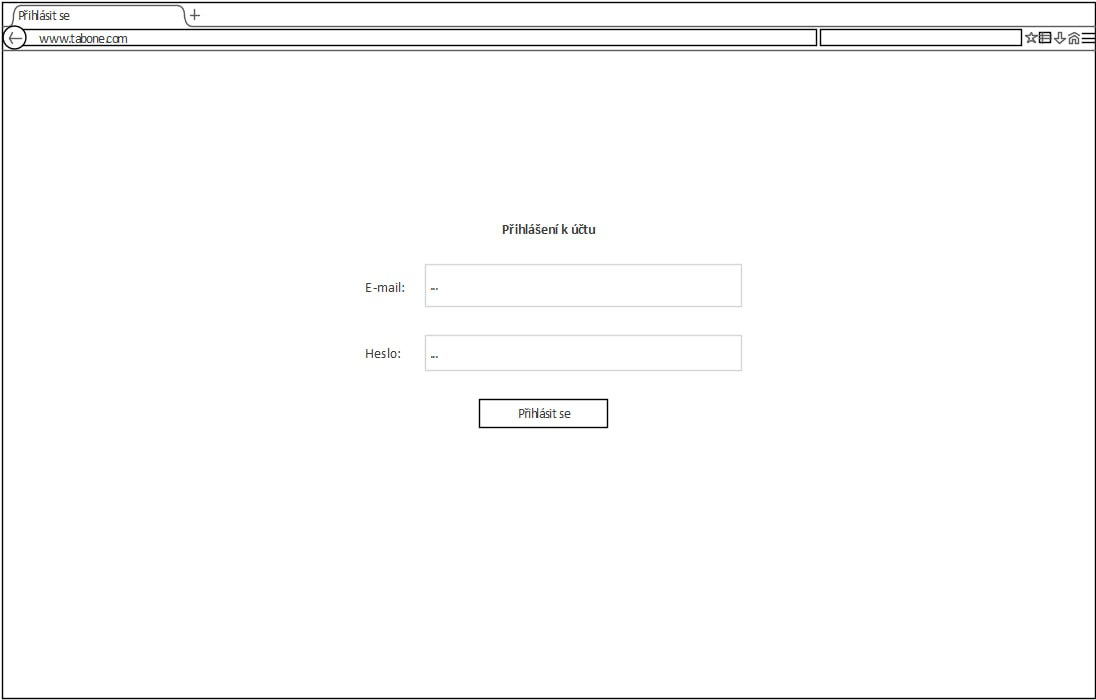 Přihlásit se
www.tabone.com
Přihlášení k účtu
E-mail: ...
Heslo: ...
Přihlásit se